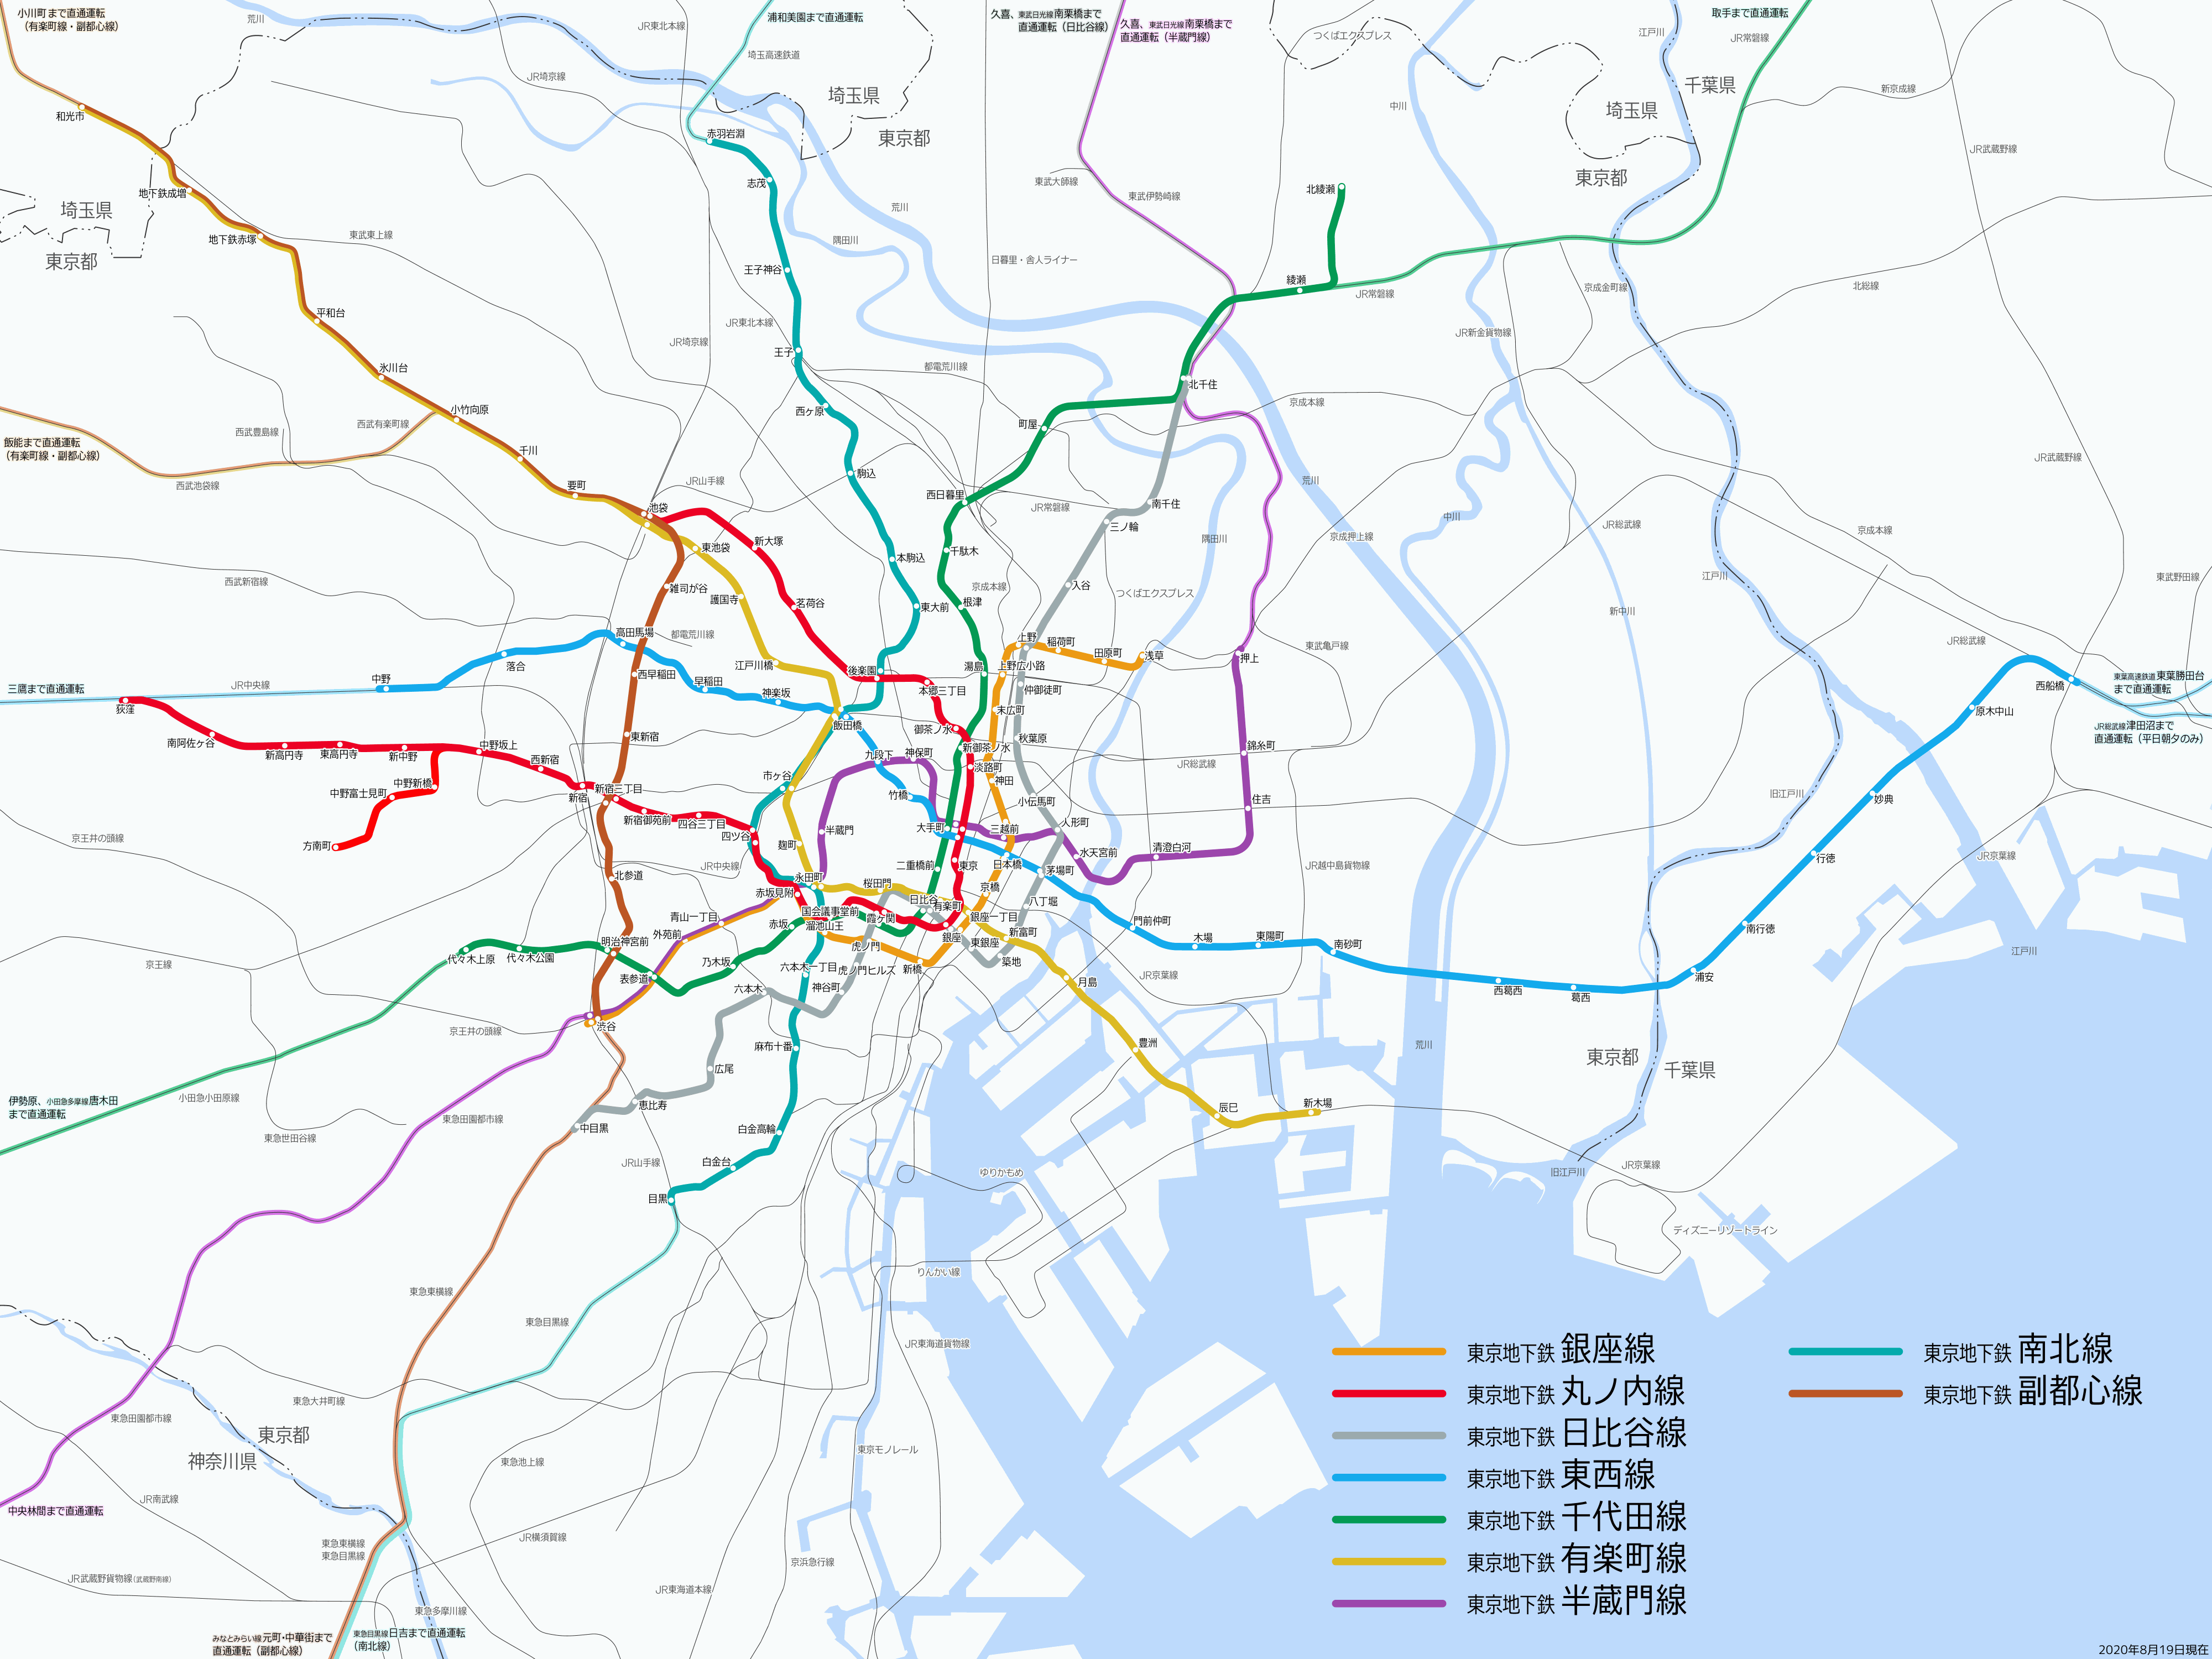 小川町まで直通運転
（有楽町線・副都心線）
荒川
JR東北本線
浦和美園まで直通運転
埼玉高速鉄道
久喜、東武日光線南栗橋まで
直通運転（日比谷線）
久喜、東武日光線南栗橋まで
直通運転（半蔵門線）
つくばエクスプレス
江戸川
取手まで直通運転
JR常磐線
千葉県
新京成線
JR埼京線
埼玉県
東京都
中川
埼玉県
東京都
JR武蔵野線
和光市
地下鉄成増
地下鉄赤塚
埼玉県
東京都
東武東上線
赤羽岩淵
志茂
荒川
隅田川
王子神谷
日暮里・舎人ライナー
東武大師線
東武伊勢崎線
北綾瀬
綾瀬
JR常磐線
京成金町線
北総線
平和台
氷川台
小竹向原
JR東北本線
JR埼京線
王子
都電荒川線
JR新金貨物線
西ヶ原
北千住
京成本線
町屋
西武豊島線
西武有楽町線
飯能まで直通運転
（有楽町線・副都心線）
西武池袋線
千川
要町
池袋
JR山手線
駒込
西日暮里
JR常磐線
南千住
三ノ輪
荒川
中川
JR総武線
京成本線
JR武蔵野線
東池袋
新大塚
本駒込
千駄木
隅田川
京成押上線
西武新宿線
雑司が谷
護国寺
茗荷谷
東大前
京成本線
根津
入谷
つくばエクスプレス
江戸川
新中川
東武野田線
高田馬場
都電荒川線
落合
江戸川橋
後楽園
湯島
上野
稲荷町
田原町
浅草
上野広小路
押上
東武亀戸線
JR総武線
三鷹まで直通運転
JR中央線
中野
西早稲田
早稲田
神楽坂
本郷三丁目
仲御徒町
西船橋
東葉高速鉄道東葉勝田台
まで直通運転
JR総武線津田沼まで
直通運転（平日朝夕のみ）
荻窪
南阿佐ケ谷
新高円寺
東高円寺
新中野
中野坂上
西新宿
東新宿
飯田橋
御茶ノ水
末広町
原木中山
新御茶ノ水
秋葉原
錦糸町
JR総武線
九段下
神保町
淡路町
神田
中野新橋
中野富士見町
方南町
新宿
新宿三丁目
新宿御苑前
四谷三丁目
四ツ谷
市ヶ谷
竹橋
小伝馬町
住吉
旧江戸川
妙典
京王井の頭線
半蔵門
麹町
大手町
三越前
人形町
水天宮前
清澄白河
JR越中島貨物線
行徳
JR京葉線
JR中央線
北参道
永田町
二重橋前
東京
日本橋
茅場町
赤坂見附
桜田門
日比谷
有楽町
京橋
八丁堀
青山一丁目
外苑前
赤坂
国会議事堂前
溜池山王
霞ケ関
銀座一丁目
門前仲町
南行徳
代々木上原
代々木公園
明治神宮前
虎ノ門
銀座
東銀座
新富町
木場
東陽町
南砂町
京王線
表参道
乃木坂
六本木一丁目
虎ノ門ヒルズ
新橋
築地
JR京葉線
浦安
江戸川
六本木
神谷町
月島
西葛西
葛西
京王井の頭線
渋谷
麻布十番
豊洲
荒川
東京都
千葉県
広尾
伊勢原、小田急多摩線唐木田
まで直通運転
小田急小田原線
恵比寿
東急田園都市線
東急世田谷線
中目黒
白金高輪
辰巳
新木場
JR山手線
白金台
目黒
ゆりかもめ
旧江戸川
JR京葉線
ディズニーリゾートライン
りんかい線
東急東横線
東急目黒線
JR東海道貨物線
東京地下鉄 銀座線
東京地下鉄 丸ノ内線
東京地下鉄 日比谷線
東京地下鉄 東西線
東京地下鉄 千代田線
東京地下鉄 有楽町線
東京地下鉄 半蔵門線
東京地下鉄 南北線
東京地下鉄 副都心線
東急大井町線
東急田園都市線
東京都
神奈川県
東京モノレール
東急池上線
JR南武線
中央林間まで直通運転
東急東横線
東急目黒線
JR横須賀線
京浜急行線
JR武蔵野貨物線（武蔵野南線）
JR東海道本線
東急多摩川線
みなとみらい線元町・中華街まで
直通運転（副都心線）
東急目黒線日吉まで直通運転
（南北線）
2020年8月19日現在